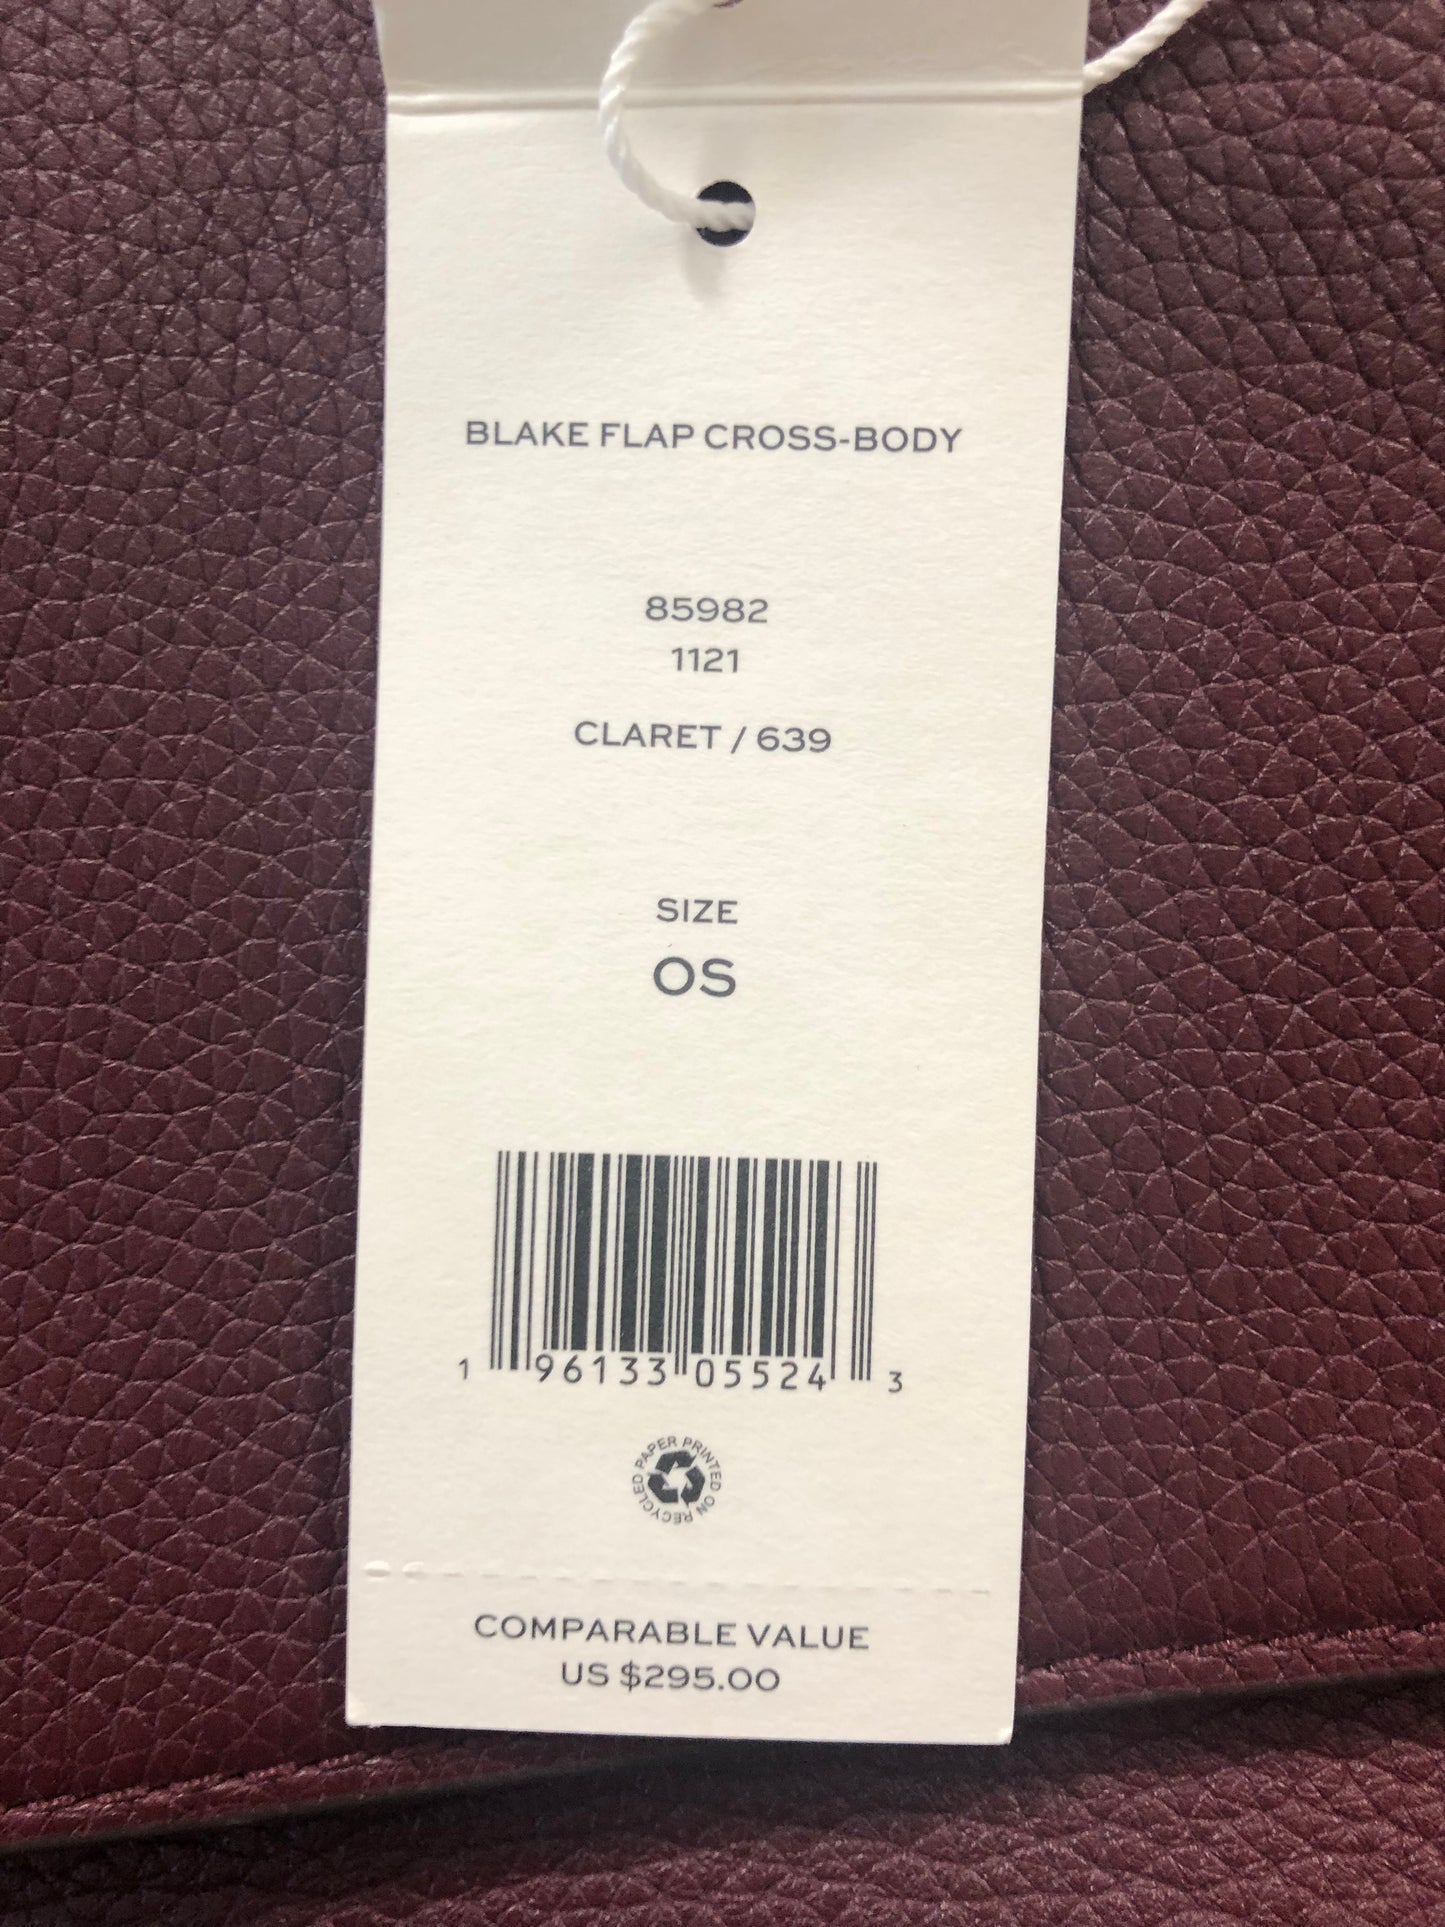 BLAKE FLAP CROSS-BODY
85982
1121
CLARET / 639
SIZE
OS
1 96133 05524 3
PRINTED ON RECYCLED PAPER
COMPARABLE VALUE
US $295.00